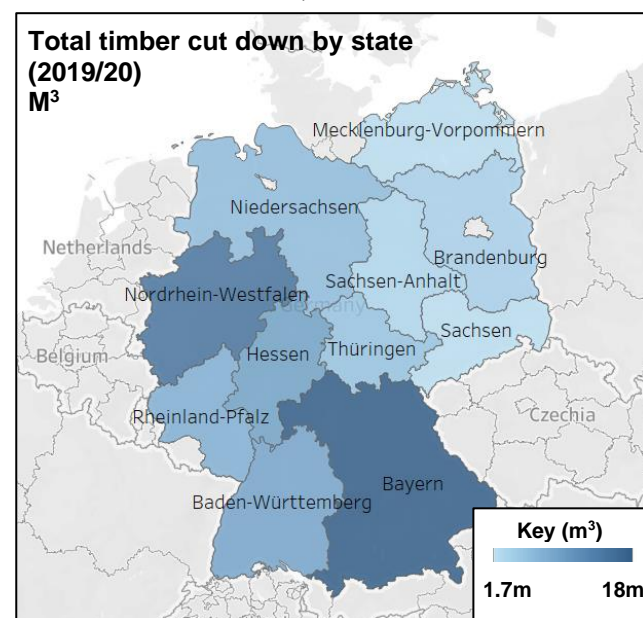 Total timber cut down by state
(2019/20)
M³
Mecklenburg-Vorpommern
Niedersachsen
Netherlands
Brandenburg
Sachsen-Anhalt
Nordrhein-Westfalen
Germany
Sachsen
Belgium
Hessen
Thüringen
Rheinland-Pfalz
Czechia
Bayern
Baden-Württemberg
Key (m³)
1.7m 18m